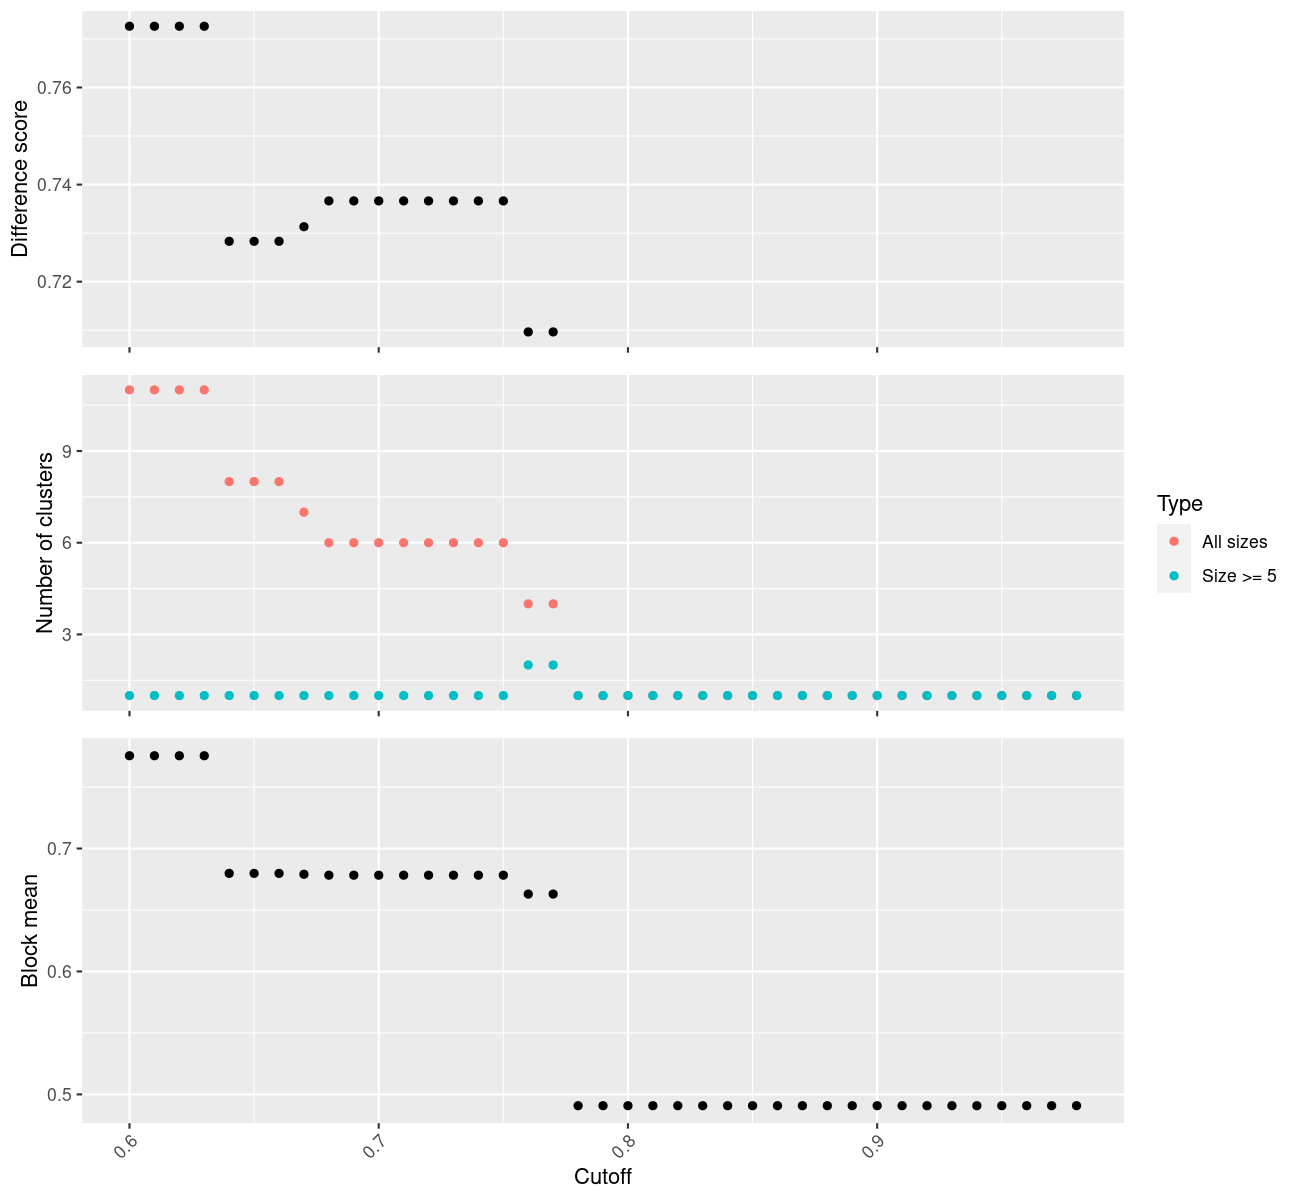 Difference score
0.76
0.74
0.72
Number of clusters
9
6
3
Type
All sizes
Size >= 5
Block mean
0.7
0.6
0.5
0.6
0.7
0.8
0.9
Cutoff